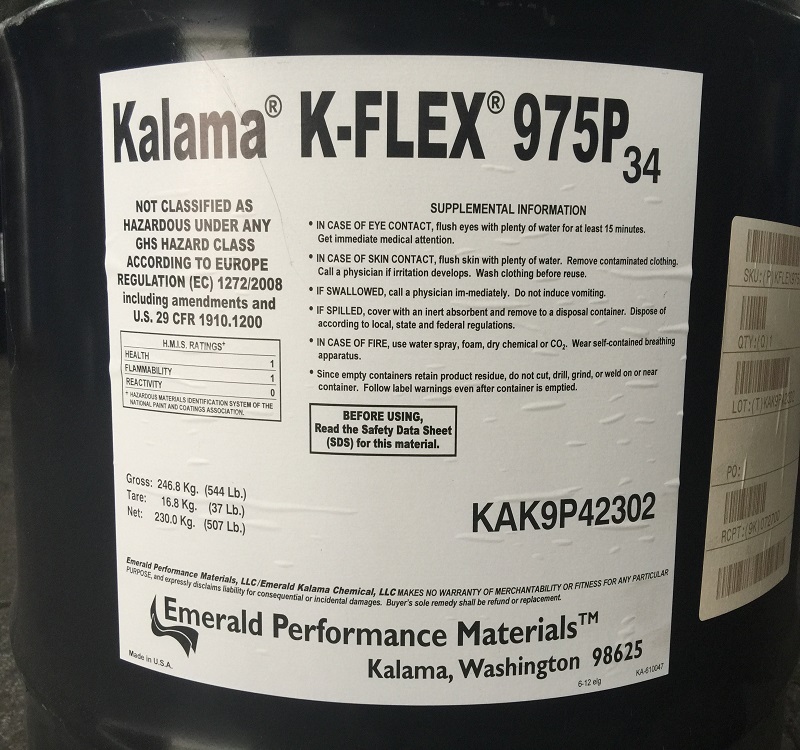 Kalama® K-FLEX® 975P34
NOT CLASSIFIED AS
HAZARDOUS UNDER ANY
GHS HAZARD CLASS
ACCORDING TO EUROPE
REGULATION (EC) 1272/2008
including amendments and
U.S. 29 CFR 1910.1200
H.M.I.S. RATINGS+
HEALTH 1
FLAMMABILITY 1
REACTIVITY 0
+ HAZARDOUS MATERIALS IDENTIFICATION SYSTEM OF THE
NATIONAL PAINT AND COATINGS ASSOCIATION.
SUPPLEMENTAL INFORMATION
• IN CASE OF EYE CONTACT, flush eyes with plenty of water for at least 15 minutes.
Get immediate medical attention.
• IN CASE OF SKIN CONTACT, flush skin with plenty of water. Remove contaminated clothing.
Call a physician if irritation develops. Wash clothing before reuse.
• IF SWALLOWED, call a physician im-mediately. Do not induce vomiting.
• IF SPILLED, cover with an inert absorbent and remove to a disposal container. Dispose of
according to local, state and federal regulations.
• IN CASE OF FIRE, use water spray, foam, dry chemical or CO2. Wear self-contained breathing
apparatus.
• Since empty containers retain product residue, do not cut, drill, grind, or weld on or near
container. Follow label warnings even after container is emptied.
BEFORE USING,
Read the Safety Data Sheet
(SDS) for this material.
Gross: 246.8 Kg. (544 Lb.)
Tare: 16.8 Kg. (37 Lb.)
Net: 230.0 Kg. (507 Lb.)
KAK9P42302
Emerald Performance Materials, LLC/Emerald Kalama Chemical, LLC MAKES NO WARRANTY OF MERCHANTABILITY OR FITNESS FOR ANY PARTICULAR
PURPOSE, and expressly disclaims liability for consequential or incidental damages. Buyer's sole remedy shall be refund or replacement.
Emerald Performance Materials™
Kalama, Washington 98625
Made in U.S.A.
6-12 eig
KA-610047
SKU:(P)KFLEX975
QTY:(Q)1
PO: